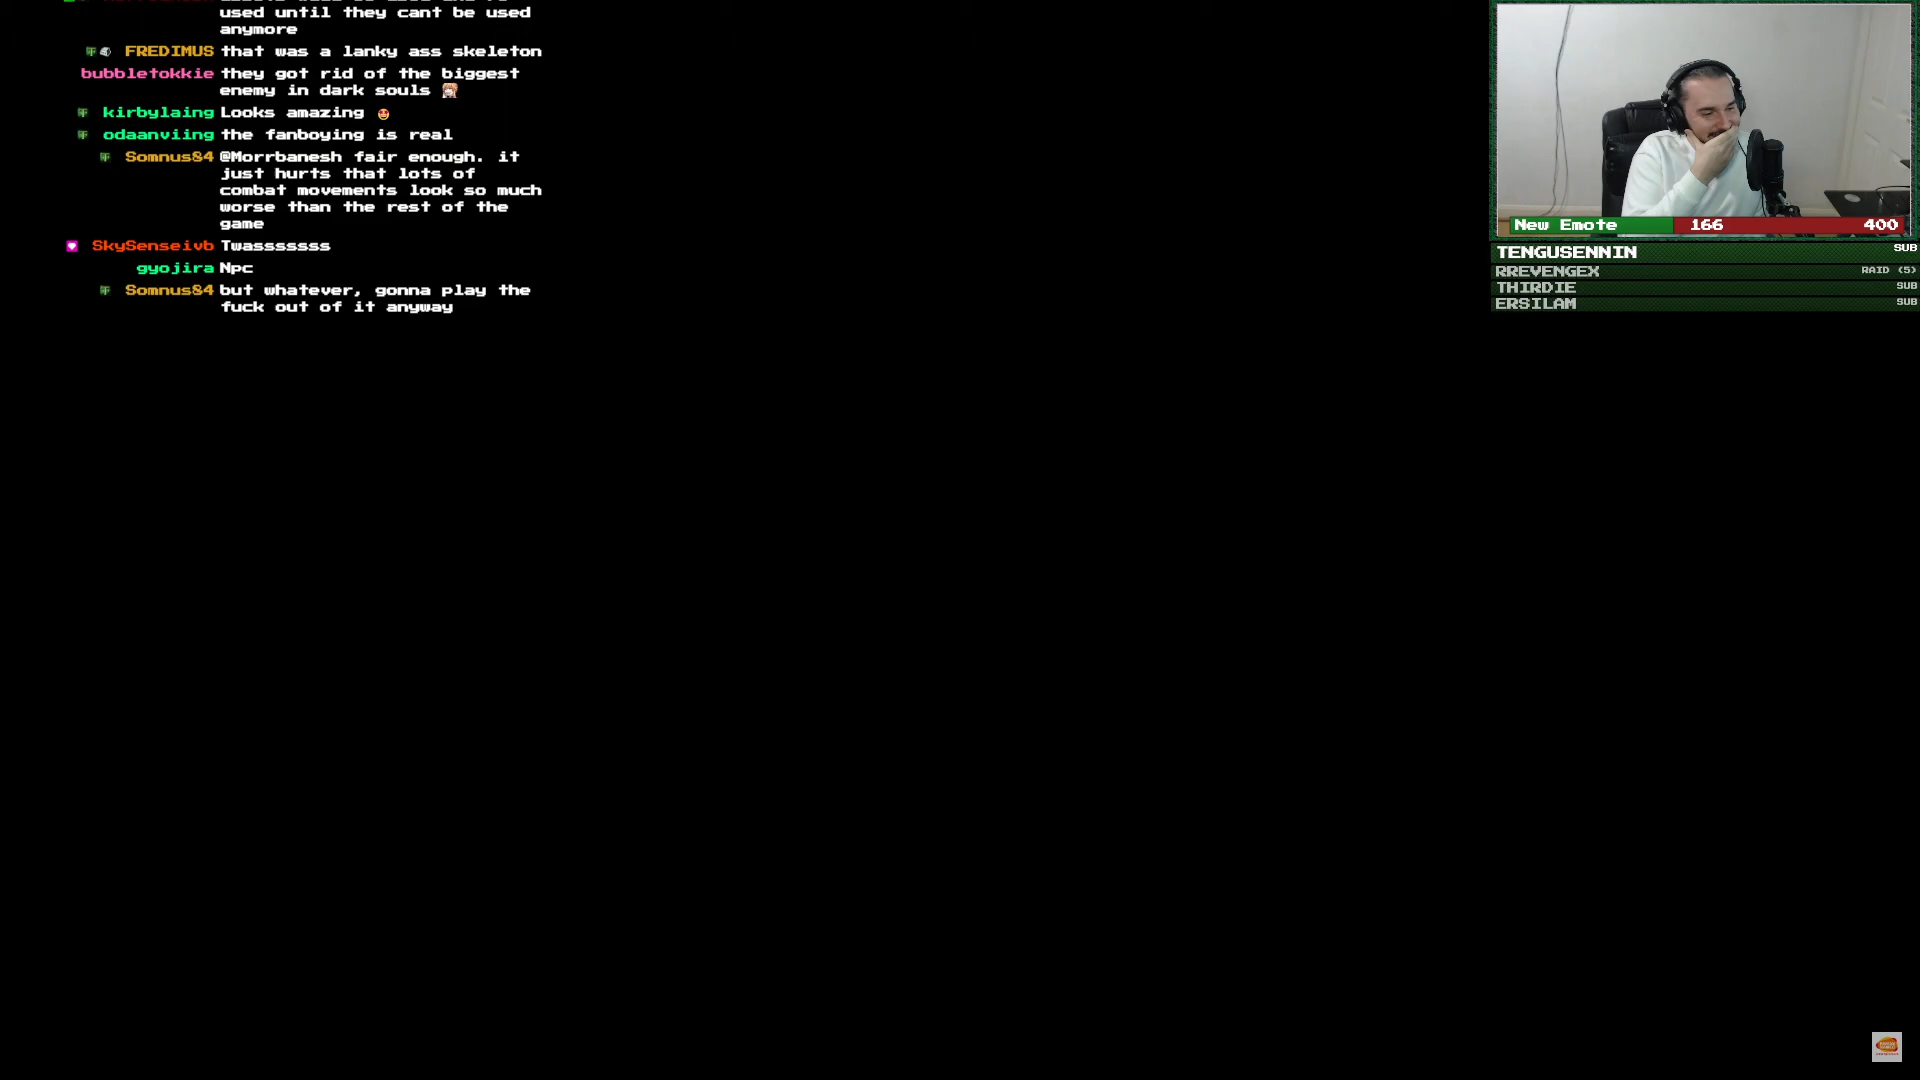 used until they cant be used
anymore
FREDIMUS that was a lanky ass skeleton
bubbletokkie they got rid of the biggest
enemy in dark souls
kirbylaing Looks amazing
odaanviing the fanboying is real
Somnus84 @Morrbanesh fair enough. it
just hurts that lots of
combat movements look so much
worse than the rest of the
game
SkySenseivb Twasssssss
gyojira Npc
Somnus84 but whatever, gonna play the
fuck out of it anyway
New Emote 166 400
TENGUSENNIN SUB
RREVENGEX RAID (5)
THIRDIE SUB
ERSILAM SUB